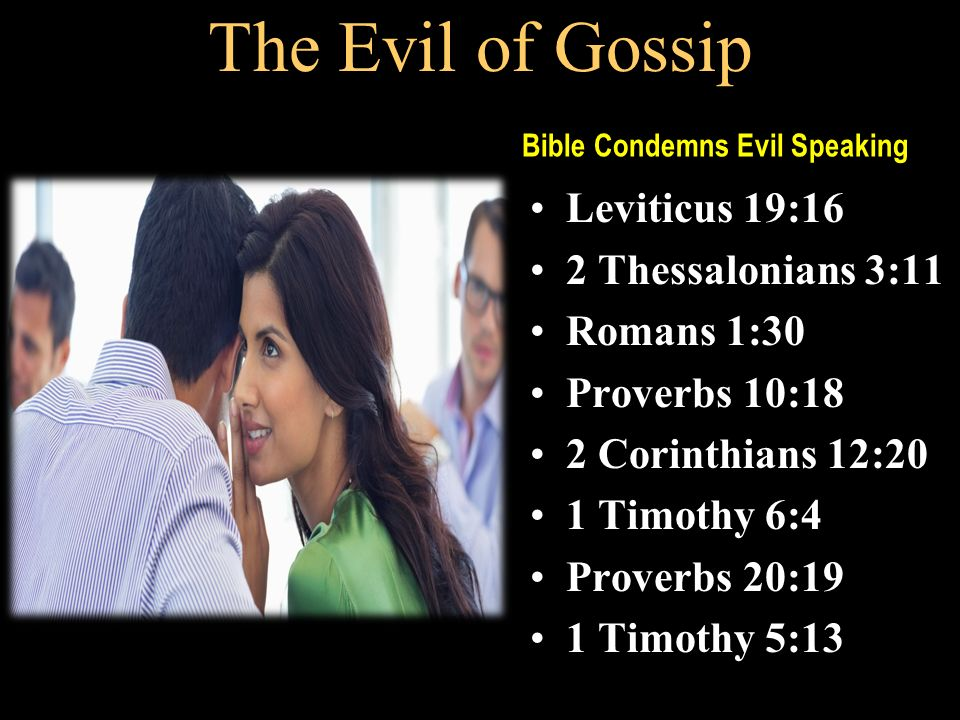 The Evil of Gossip
Bible Condemns Evil Speaking
• Leviticus 19:16
• 2 Thessalonians 3:11
• Romans 1:30
• Proverbs 10:18
• 2 Corinthians 12:20
• 1 Timothy 6:4
• Proverbs 20:19
• 1 Timothy 5:13